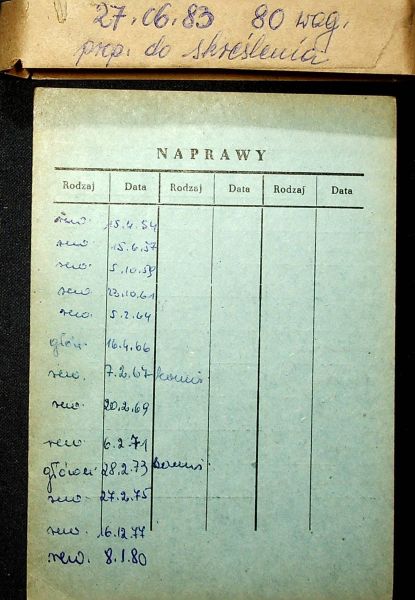 27.06.83 80 wag.
prp. do skreślenia
NAPRAWY
Rodzaj Data Rodzaj Data Rodzaj Data
rew. 15.4.54
rew. 15.6.57
rew. 5.10.59
rew. 23.10.61
rew. 5.2.64
główn. 16.4.66
rew. 7.2.67
rew. 20.2.69
rew. 6.2.71
28.2.73
rew. 27.2.75
rew. 16.12.77
rew. 8.1.80